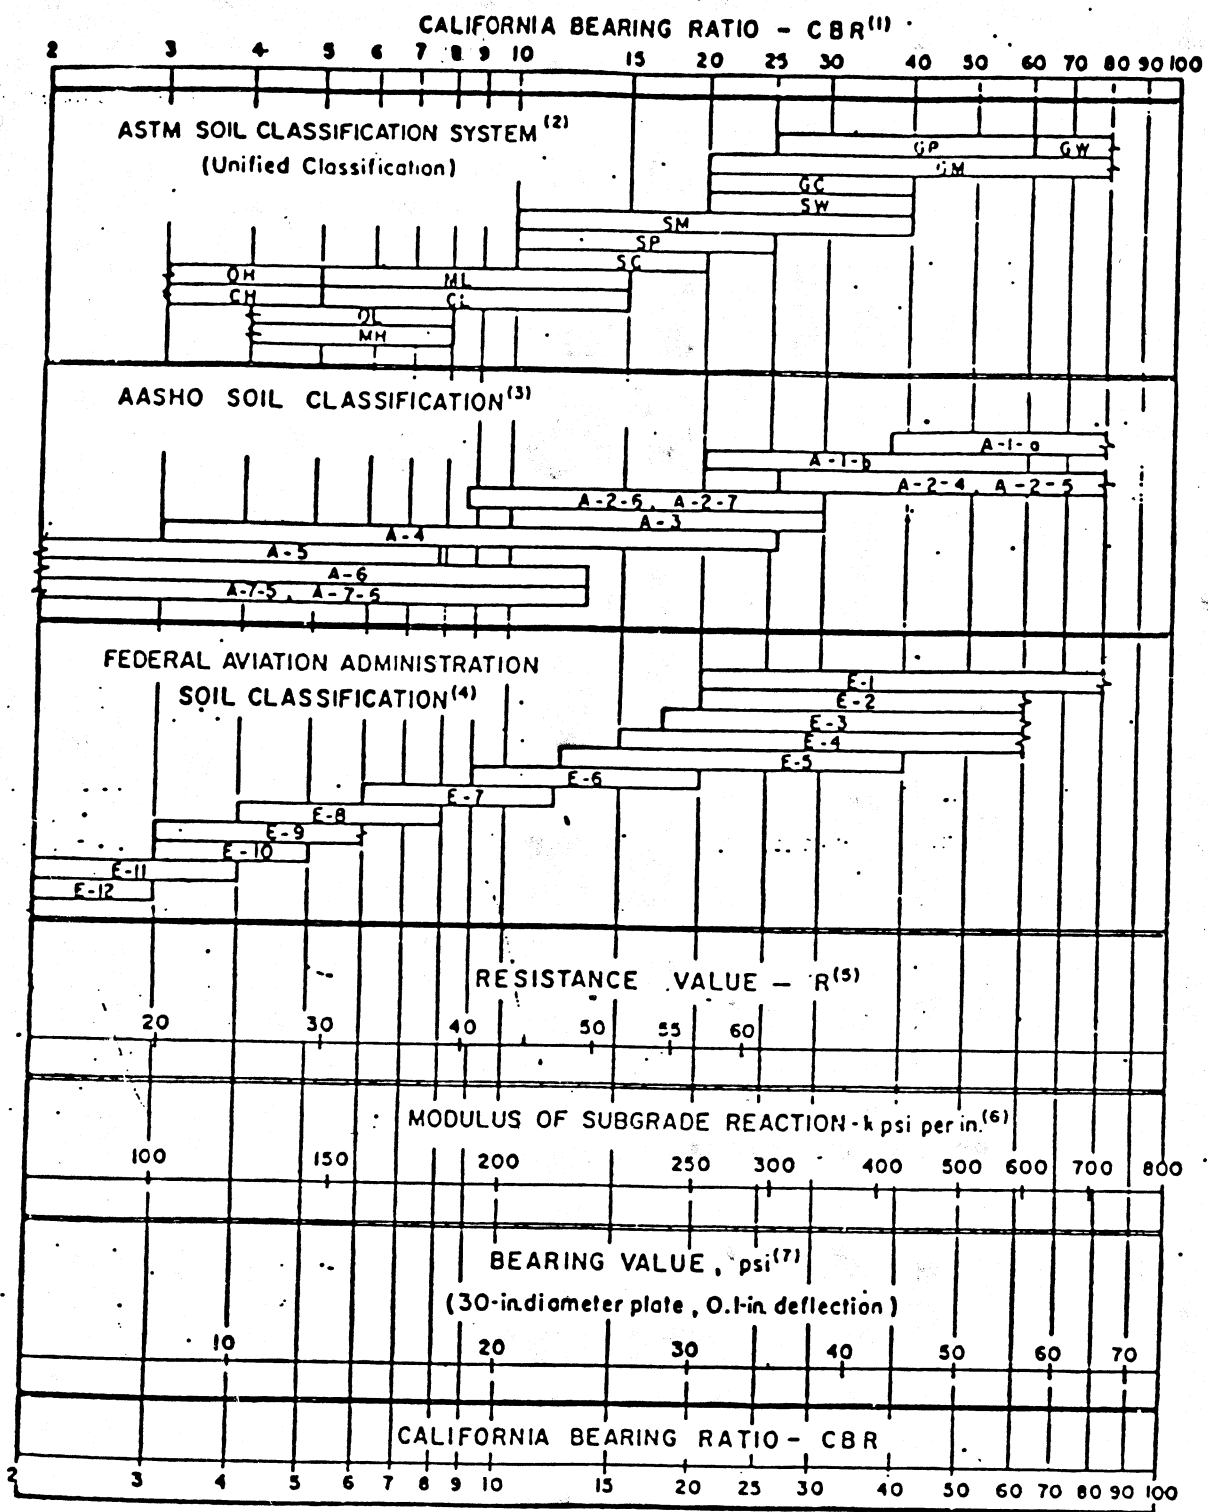 CALIFORNIA BEARING RATIO - CBR(1)
2 3 4 5 6 7 8 9 10 15 20 25 30 40 50 60 70 80 90 100
ASTM SOIL CLASSIFICATION SYSTEM(2)
(Unified Classification)
GP GW
GM
GC
SW
SM
SP
SC
OH ML
CH CL
OL
MH
AASHO SOIL CLASSIFICATION(3)
A-1-a
A-1-b
A-2-4, A-2-5
A-2-6, A-2-7
A-3
A-4
A-5
A-6
A-7-5, A-7-5
FEDERAL AVIATION ADMINISTRATION
SOIL CLASSIFICATION(4)
E-1
E-2
E-3
E-4
E-5
E-6
E-7
E-8
E-9
E-10
E-11
E-12
RESISTANCE VALUE - R(5)
20 30 40 50 55 60
MODULUS OF SUBGRADE REACTION-k psi per in.(6)
100 150 200 250 300 400 500 600 700 800
BEARING VALUE, psi(7)
(30-in diameter plate, 0.1-in deflection)
10 20 30 40 50 60 70
CALIFORNIA BEARING RATIO- CBR
2 3 4 5 6 7 8 9 10 15 20 25 30 40 50 60 70 80 90 100